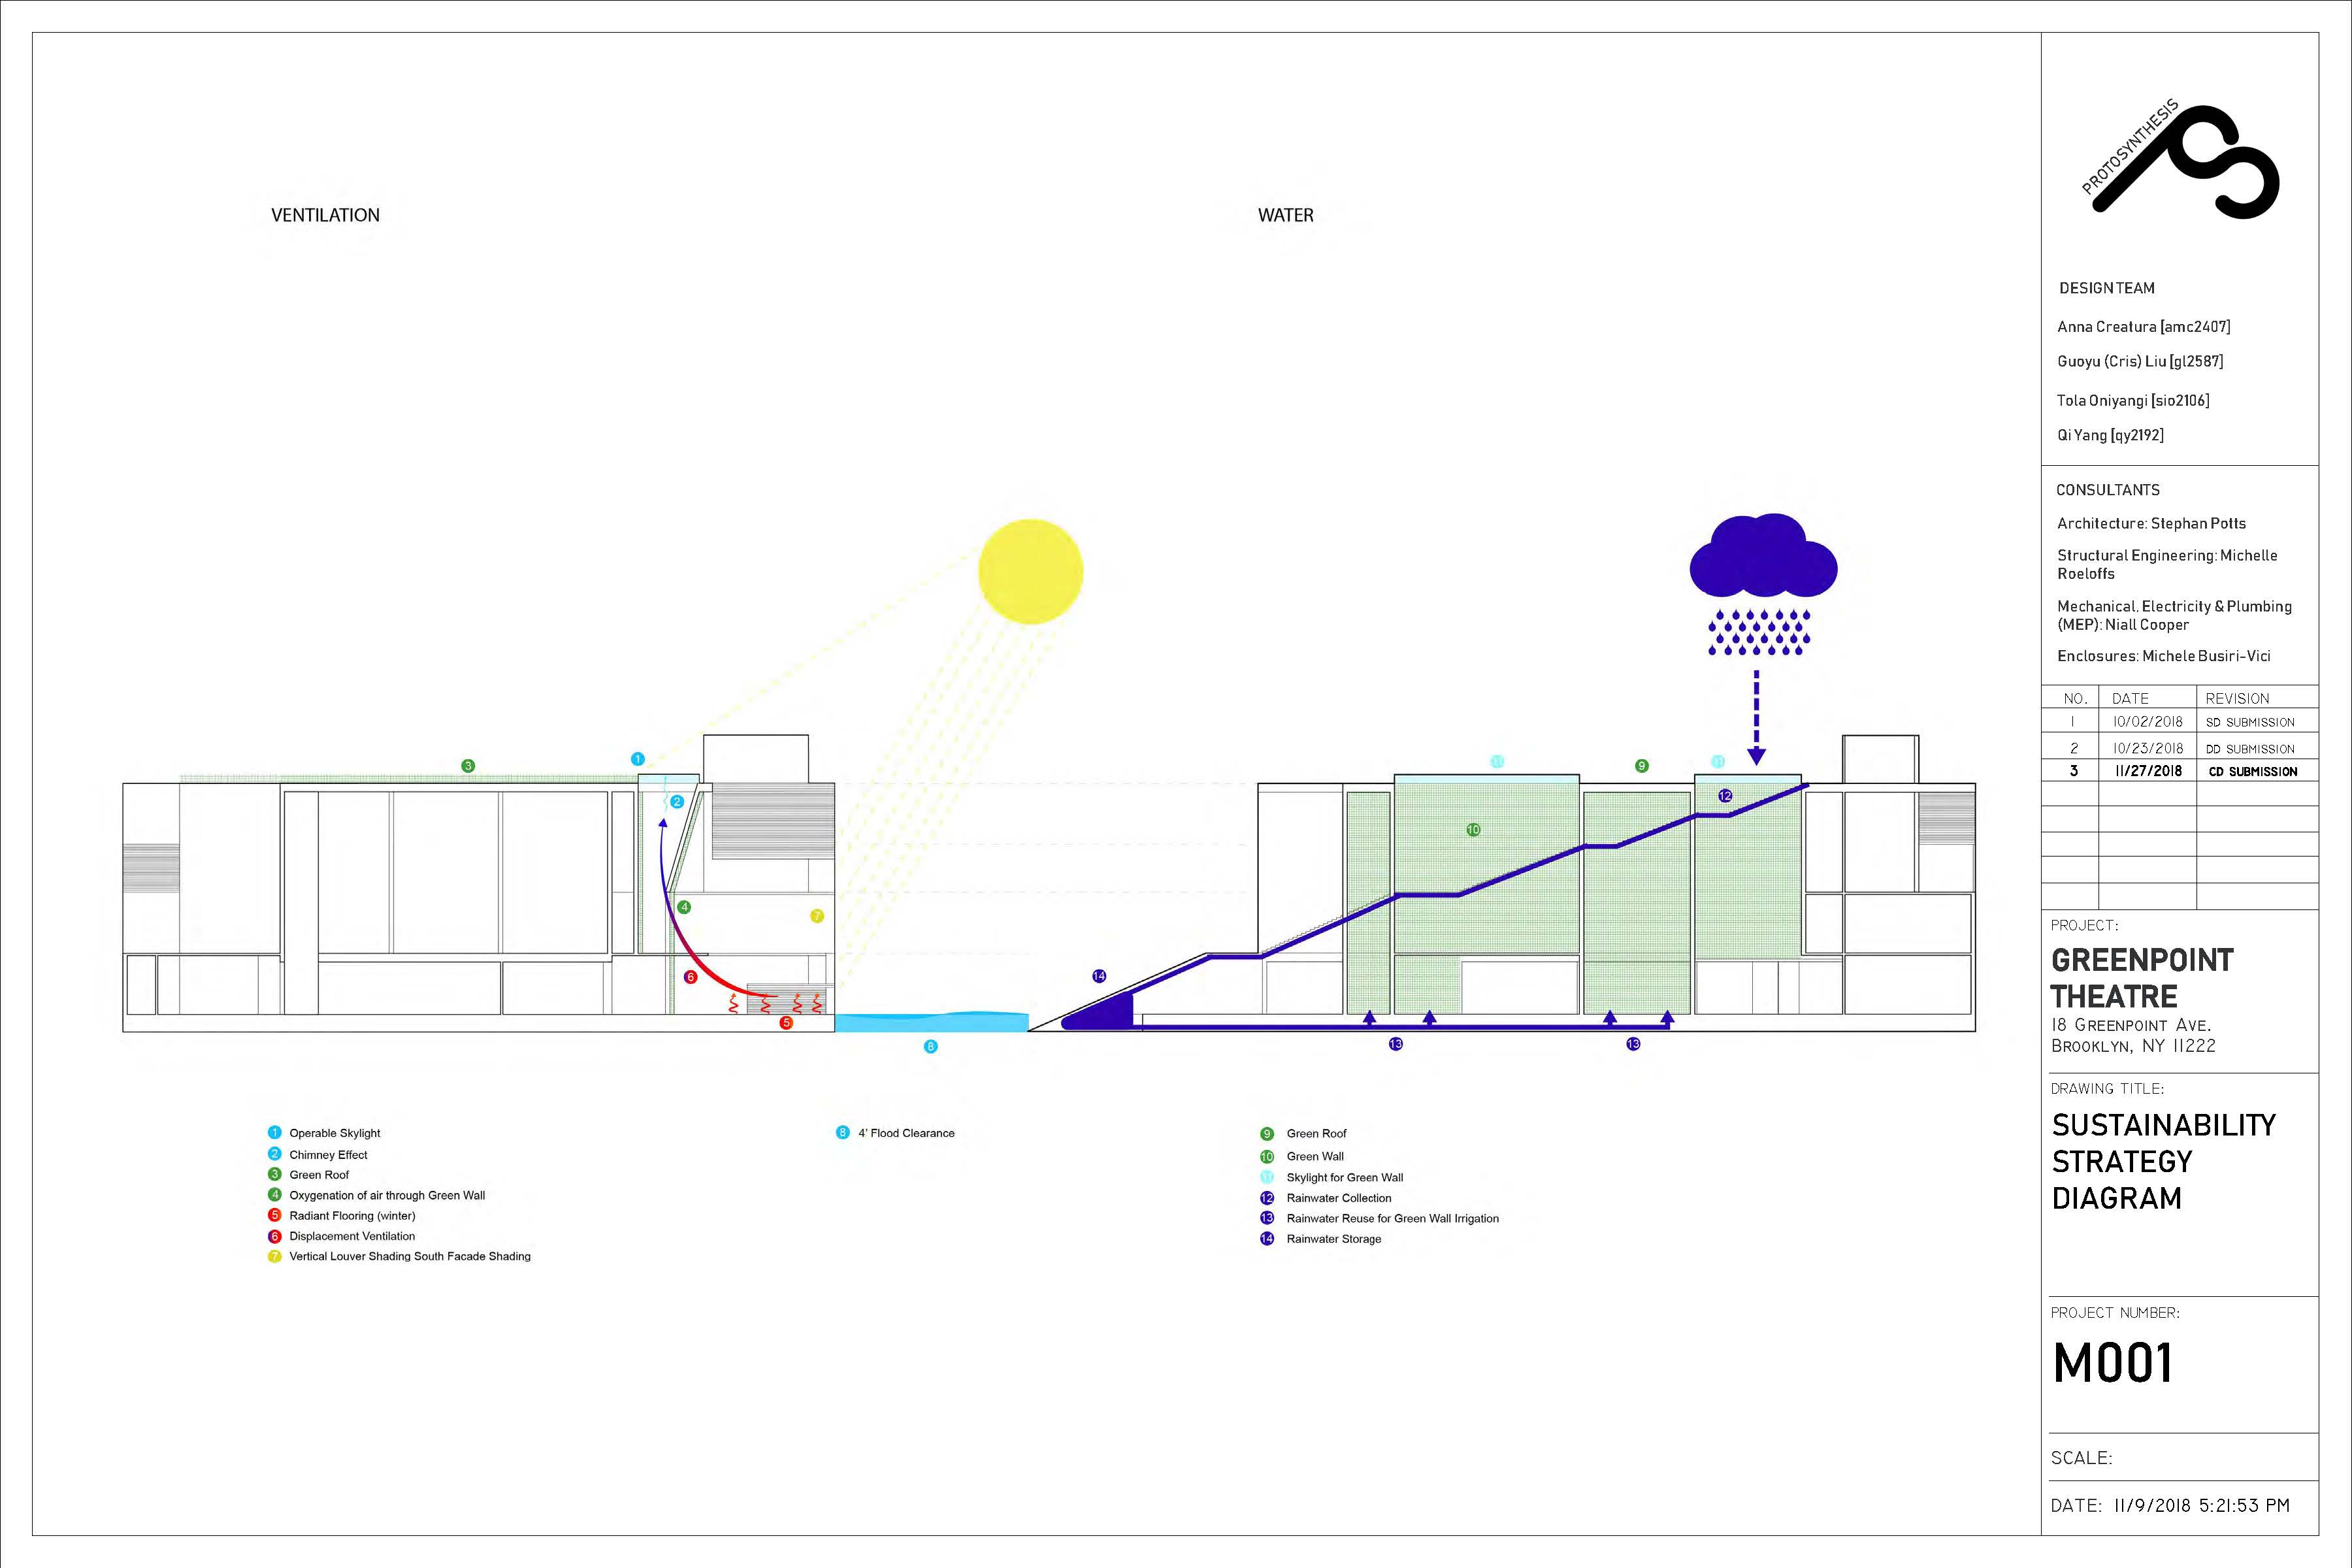 VENTILATION
WATER
3
1
2
4
7
6
5
8
11
9
11
12
10
14
13
13
1 Operable Skylight
2 Chimney Effect
3 Green Roof
4 Oxygenation of air through Green Wall
5 Radiant Flooring (winter)
6 Displacement Ventilation
7 Vertical Louver Shading South Facade Shading
8 4' Flood Clearance
9 Green Roof
10 Green Wall
11 Skylight for Green Wall
12 Rainwater Collection
13 Rainwater Reuse for Green Wall Irrigation
14 Rainwater Storage
PROTOSYNTHESIS
DESIGN TEAM
Anna Creatura [amc2407]
Guoyu (Cris) Liu [gl2587]
Tola Oniyangi [sio2106]
Qi Yang [qy2192]
CONSULTANTS
Architecture: Stephan Potts
Structural Engineering: Michelle
Roeloffs
Mechanical, Electricity & Plumbing
(MEP): Niall Cooper
Enclosures: Michele Busiri-Vici
NO. DATE REVISION
1 10/02/2018 SD SUBMISSION
2 10/23/2018 DD SUBMISSION
3 11/27/2018 CD SUBMISSION
PROJECT:
GREENPOINT
THEATRE
18 GREENPOINT AVE.
BROOKLYN, NY 11222
DRAWING TITLE:
SUSTAINABILITY
STRATEGY
DIAGRAM
PROJECT NUMBER:
M001
SCALE:
DATE: 11/9/2018 5:21:53 PM